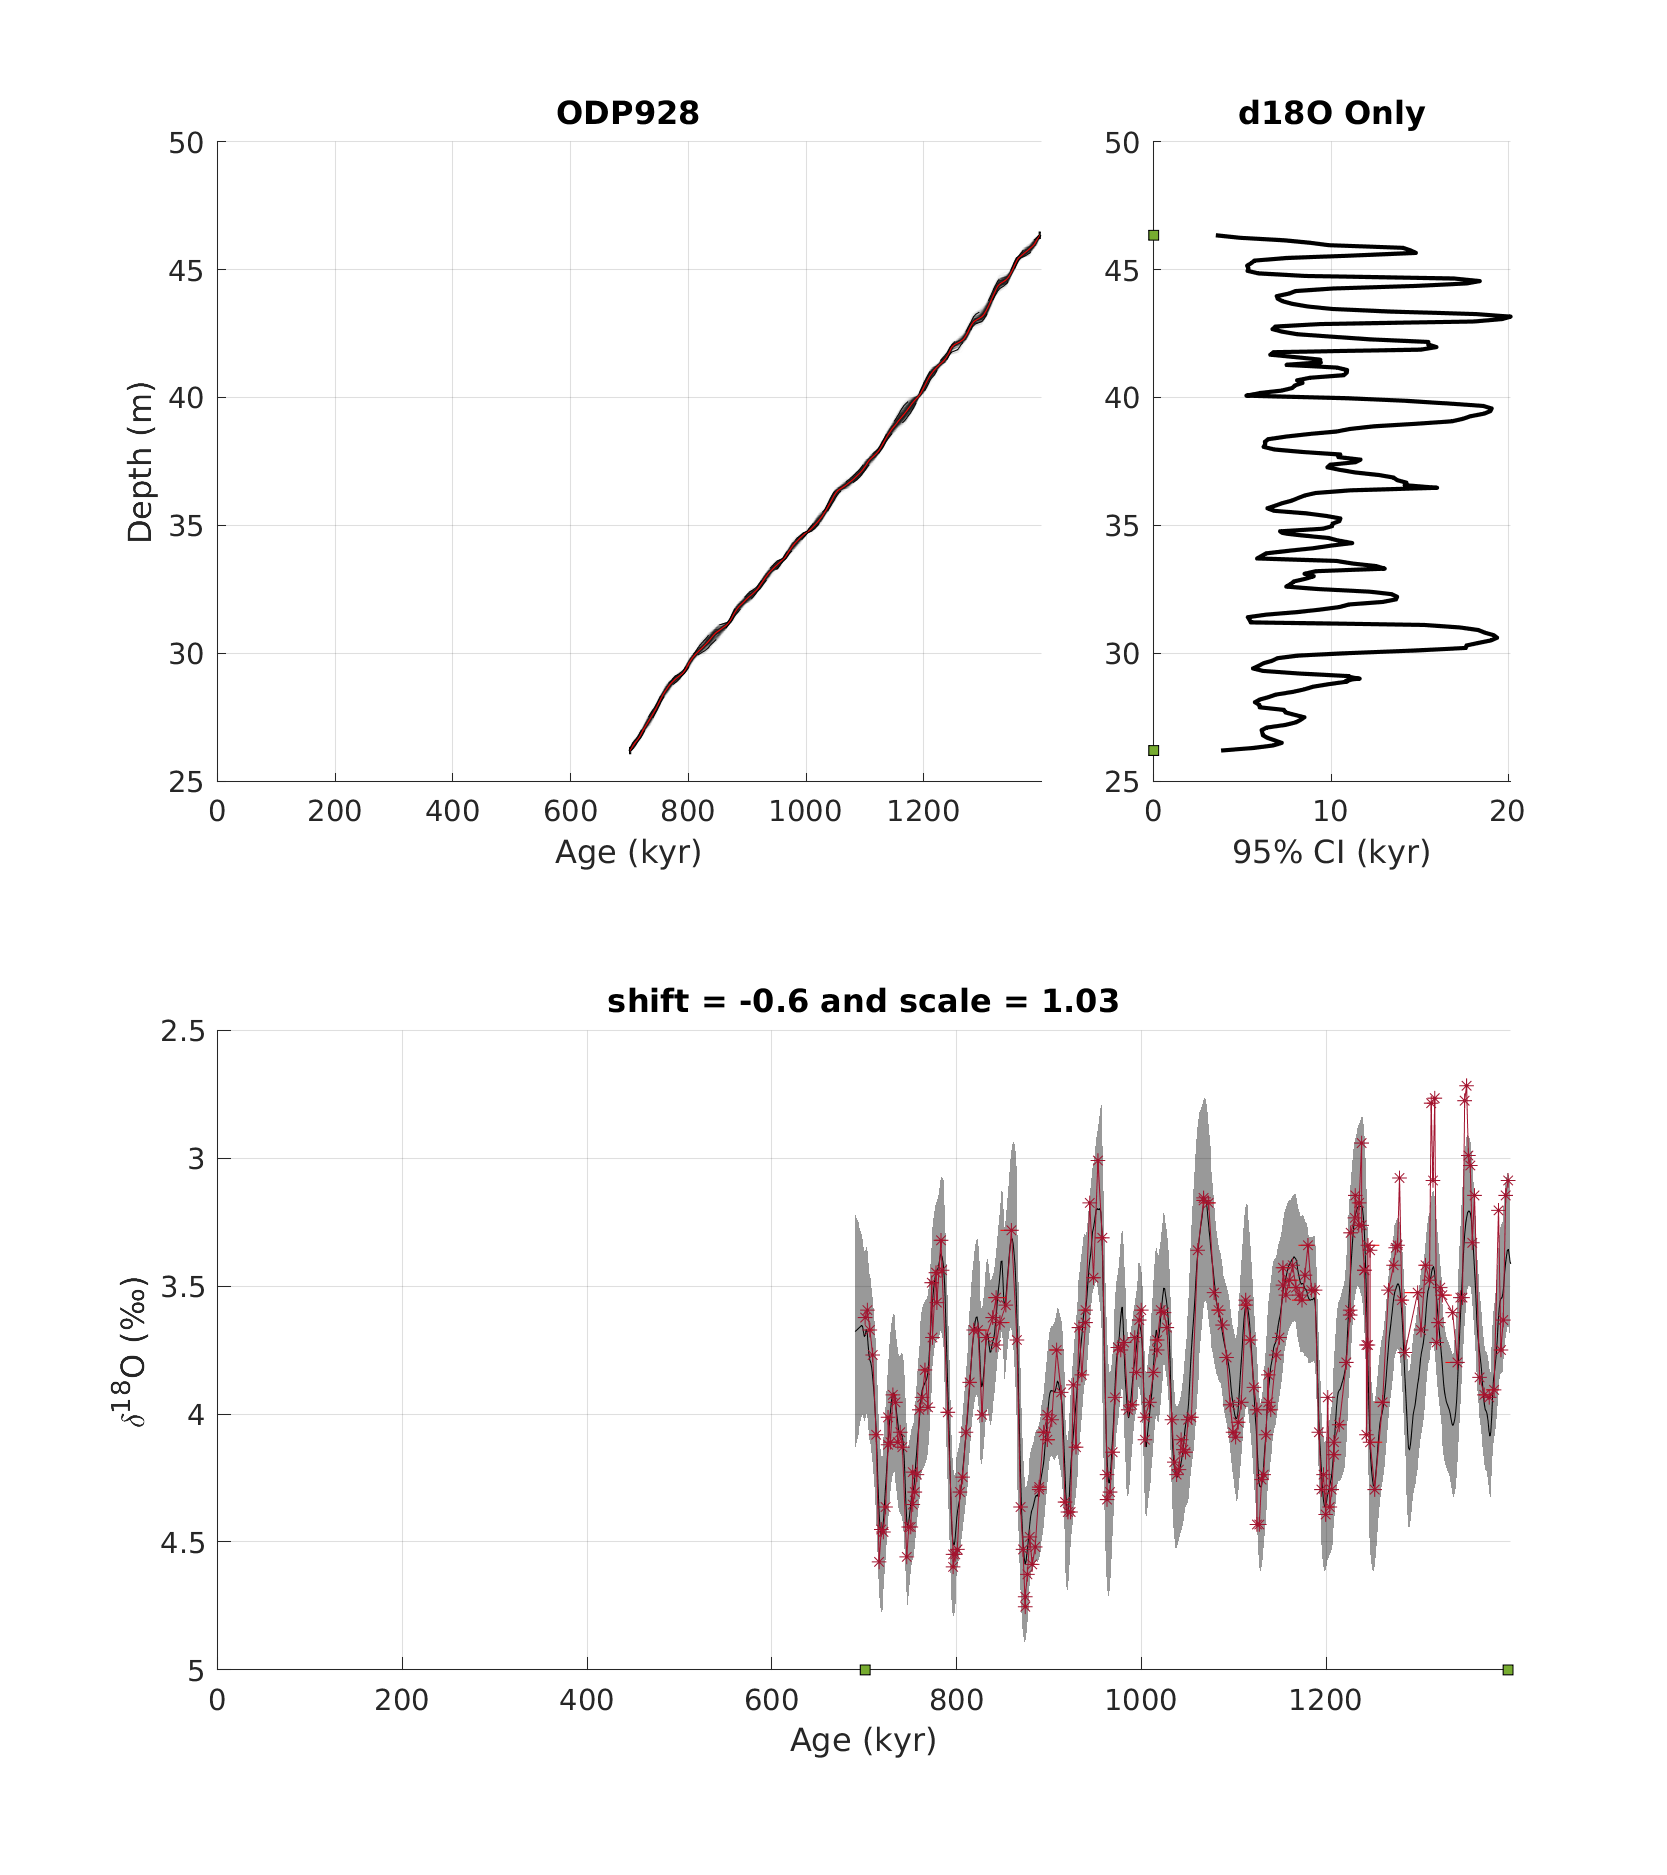 ODP928
50
45
40
35
30
25
Depth (m)
0 200 400 600 800 1000 1200
Age (kyr)
d18O Only
50
45
40
35
30
25
0 10 20
95% CI (kyr)
shift = -0.6 and scale = 1.03
2.5
3
3.5
4
4.5
5
δ18O (‰)
0 200 400 600 800 1000 1200
Age (kyr)